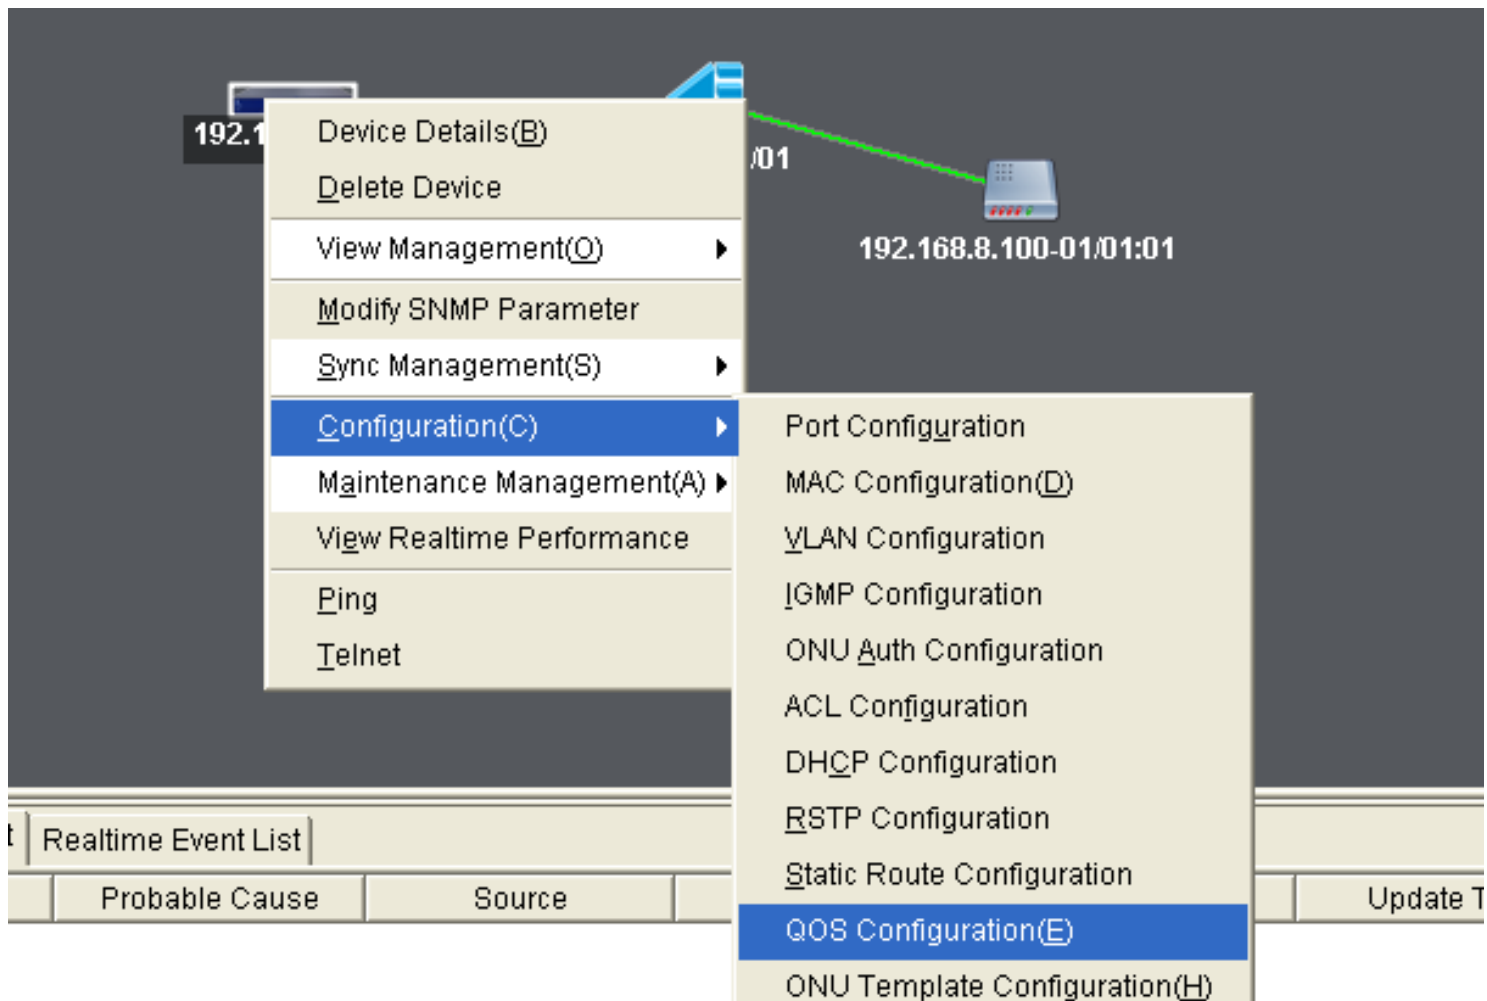 192.1
/01
192.168.8.100-01/01:01
Device Details(B)
Delete Device
View Management(O)
Modify SNMP Parameter
Sync Management(S)
Configuration(C)
Maintenance Management(A)
View Realtime Performance
Ping
Telnet
Port Configuration
MAC Configuration(D)
VLAN Configuration
IGMP Configuration
ONU Auth Configuration
ACL Configuration
DHCP Configuration
RSTP Configuration
Static Route Configuration
QOS Configuration(E)
ONU Template Configuration(H)
t Realtime Event List
Probable Cause Source Update T